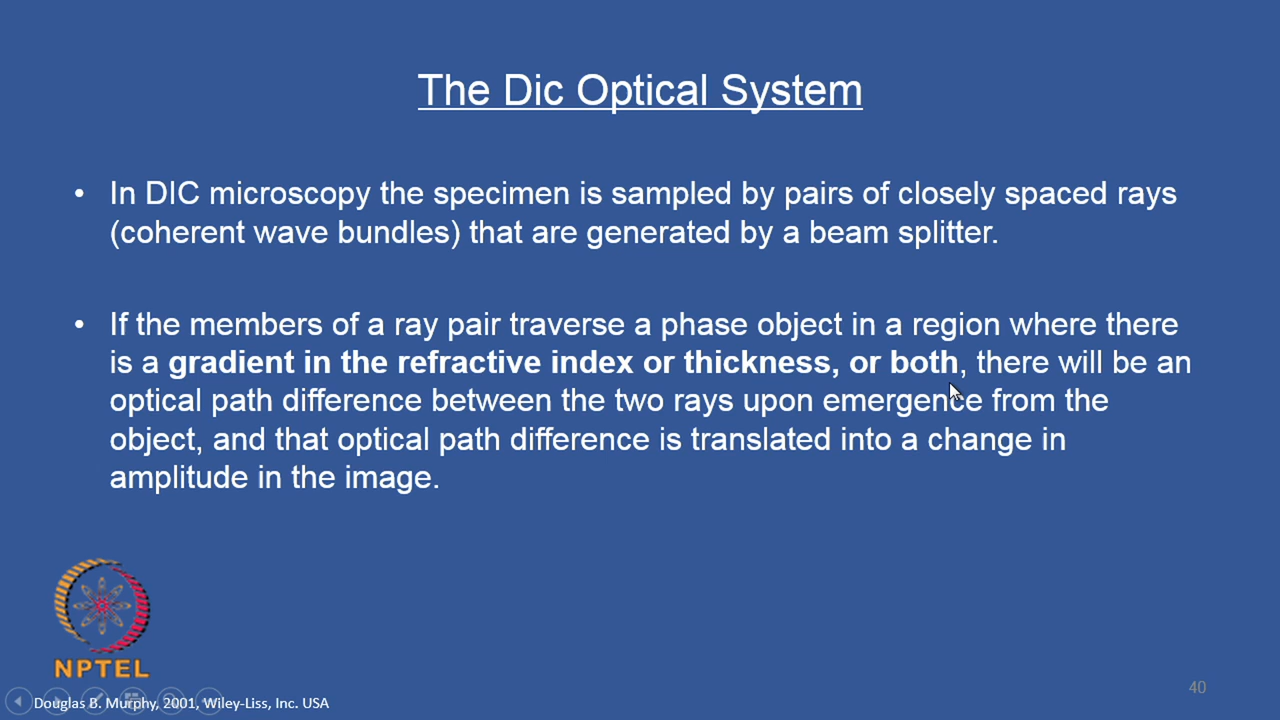 The Dic Optical System
• In DIC microscopy the specimen is sampled by pairs of closely spaced rays
(coherent wave bundles) that are generated by a beam splitter.
• If the members of a ray pair traverse a phase object in a region where there
is a gradient in the refractive index or thickness, or both, there will be an
optical path difference between the two rays upon emergence from the
object, and that optical path difference is translated into a change in
amplitude in the image.
NPTEL
Douglas B. Murphy, 2001, Wiley-Liss, Inc. USA
40